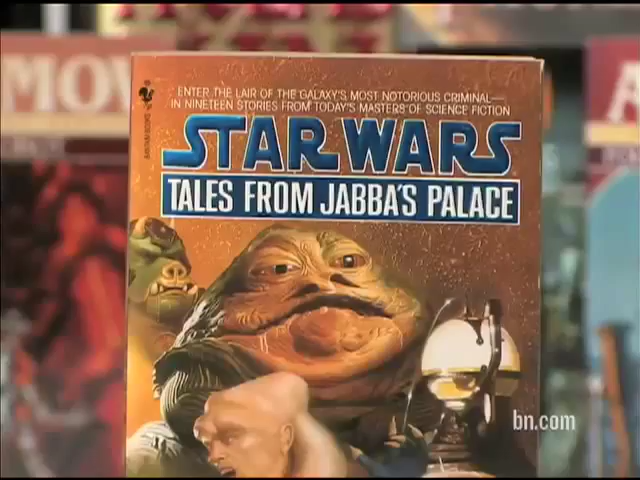 ENTER THE LAIR OF THE GALAXY'S MOST NOTORIOUS CRIMINAL—
IN NINETEEN STORIES FROM TODAY'S MASTERS OF SCIENCE FICTION
STAR WARS
TALES FROM JABBA'S PALACE
bn.com